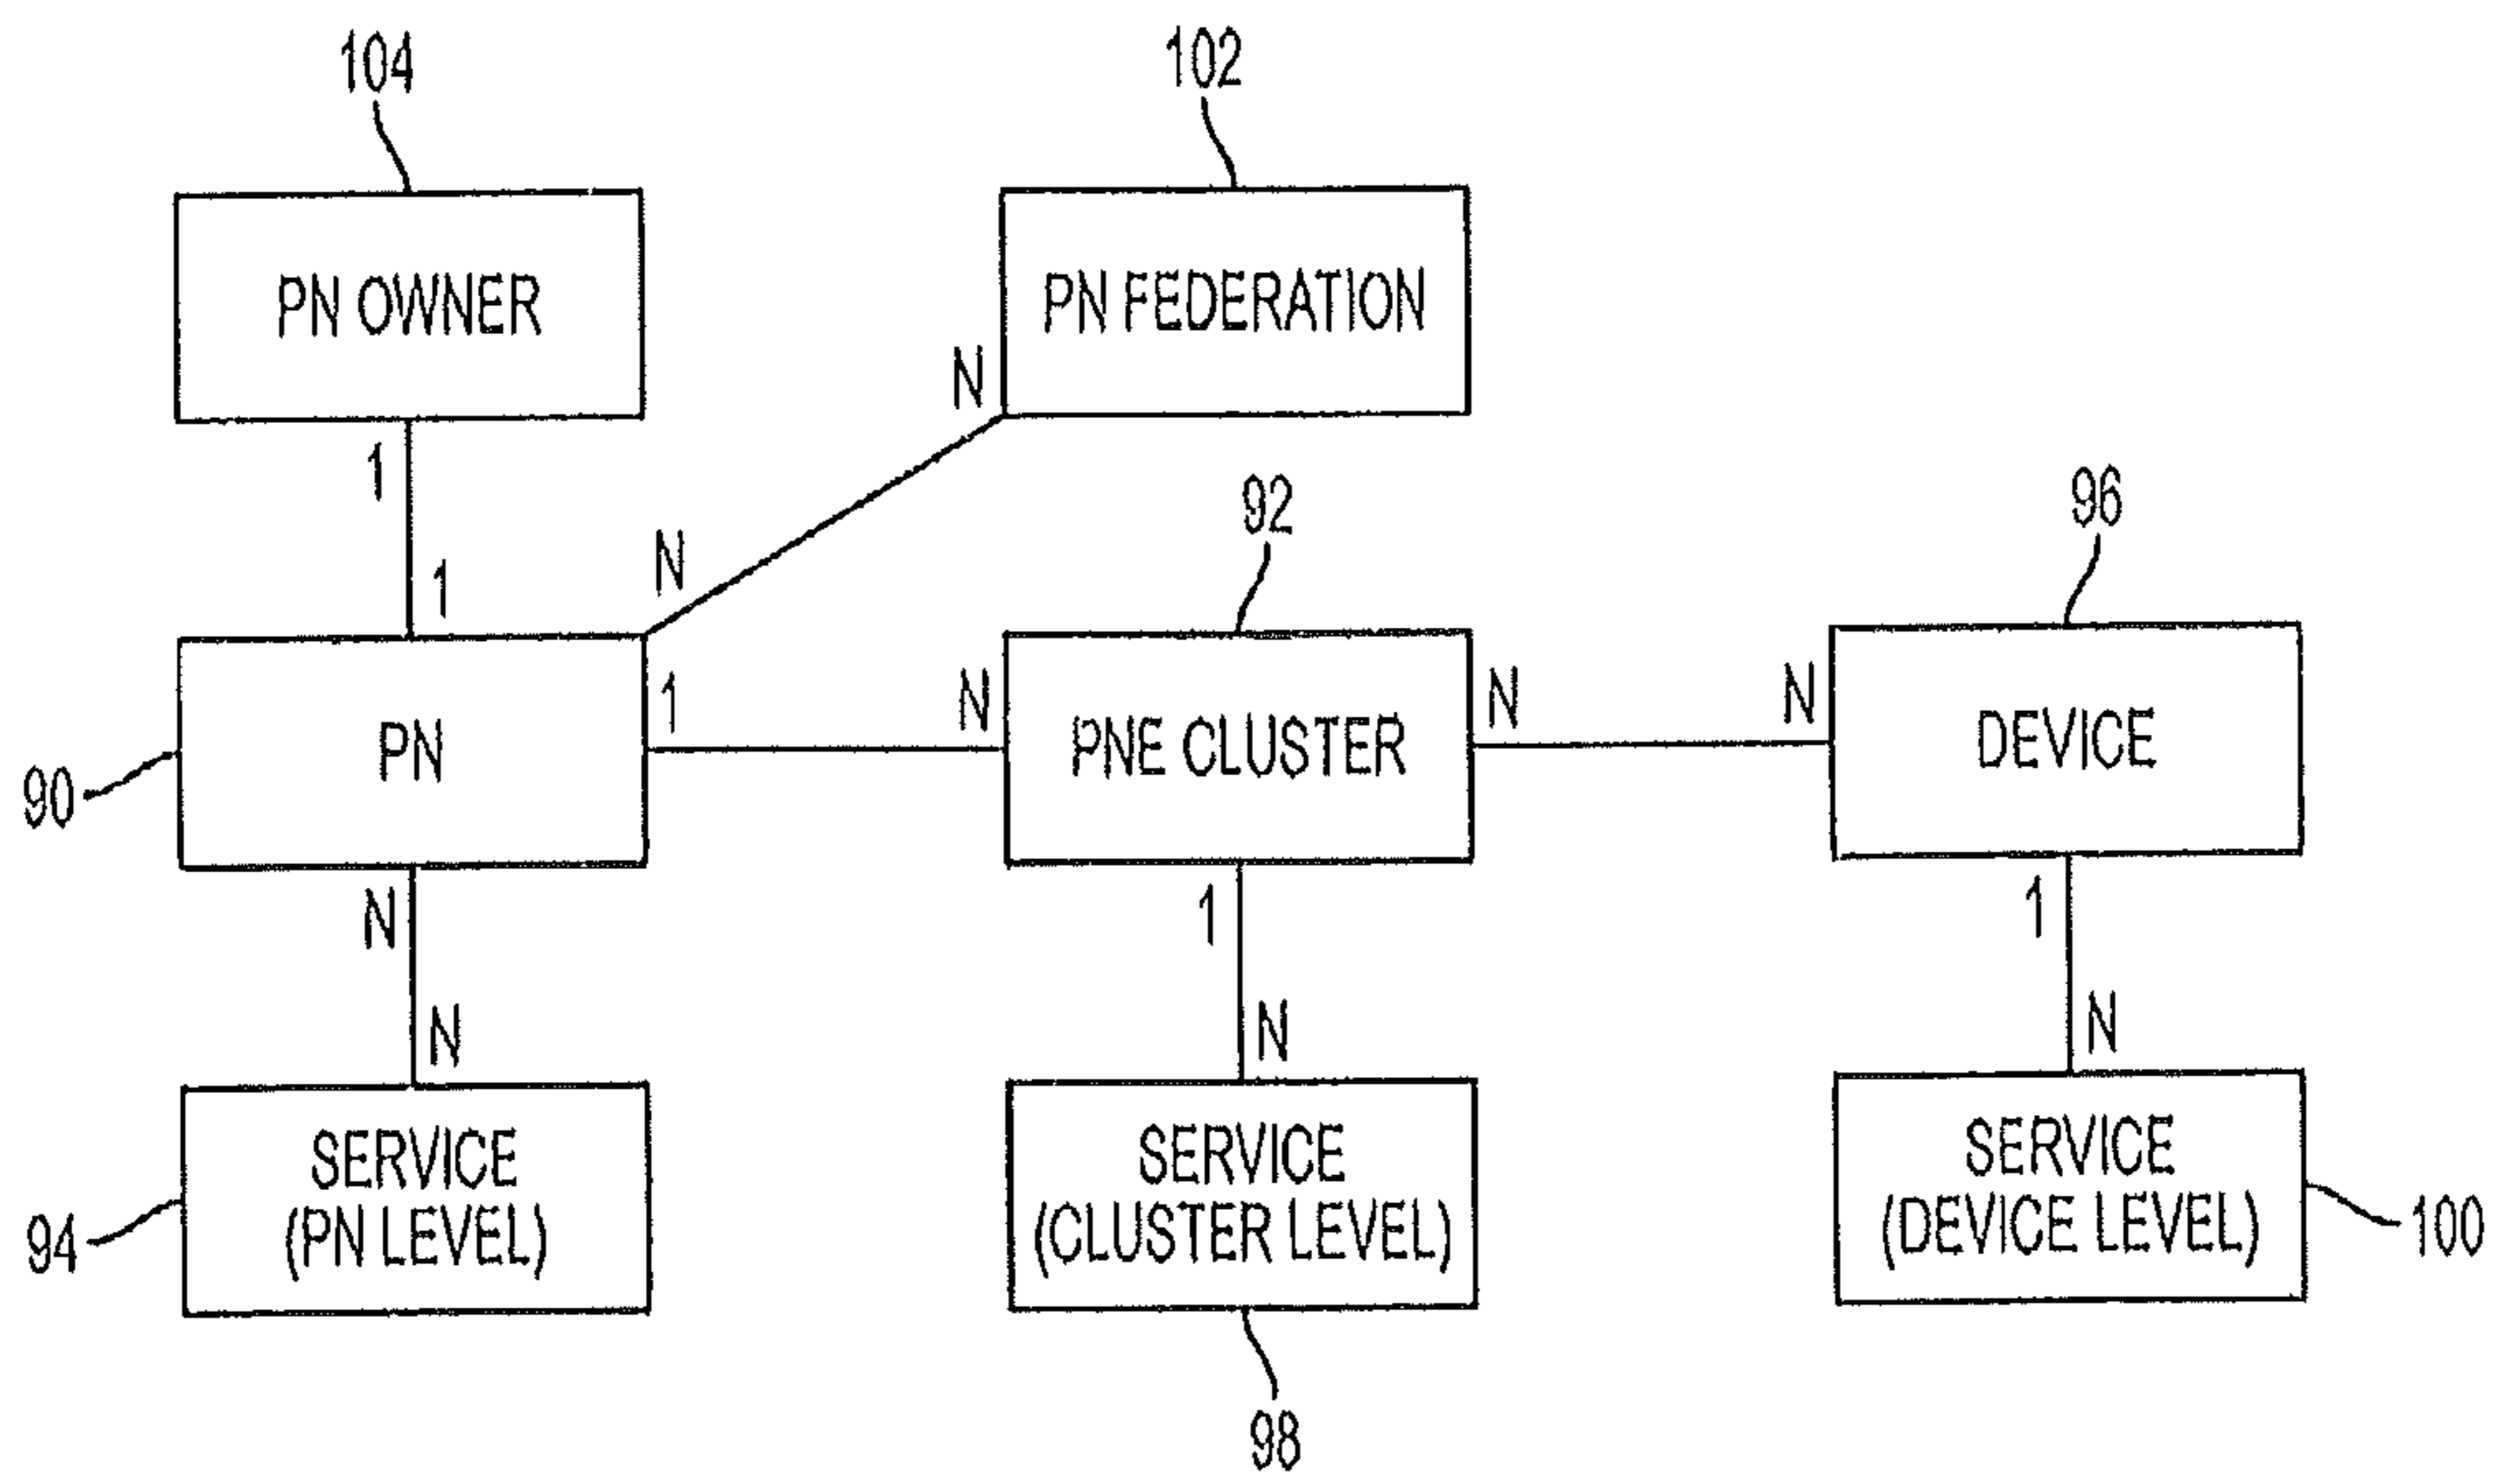 104
102
PN OWNER
PN FEDERATION
N
1
92
96
N
1
1
N
N
N
PN
PNE CLUSTER
DEVICE
90
N
1
1
N
N
N
SERVICE
(PN LEVEL)
SERVICE
(CLUSTER LEVEL)
SERVICE
(DEVICE LEVEL)
94
100
98